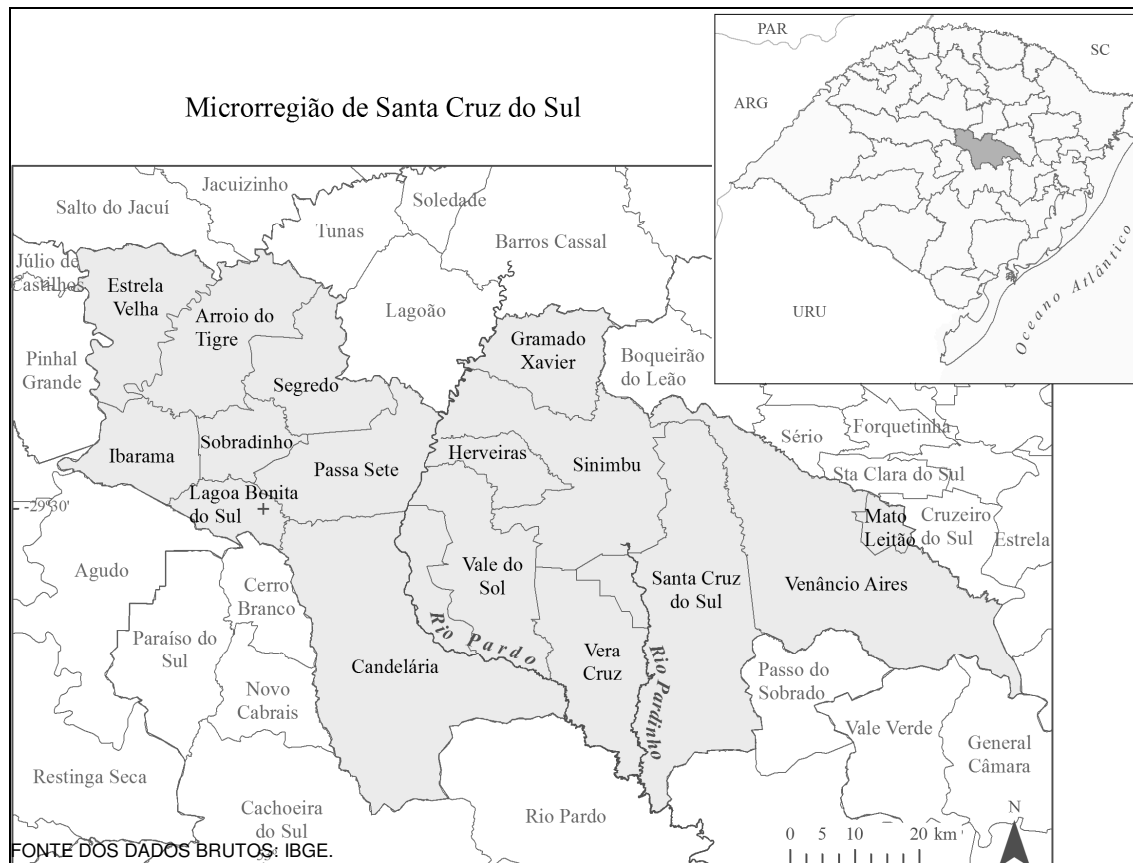 Microrregião de Santa Cruz do Sul
PAR
SC
ARG
URU
Oceano Atlântico
Jacuizinho
Salto do Jacuí
Soledade
Tunas
Barros Cassal
Júlio de
Castilhos
Estrela
Velha
Arroio do
Tigre
Lagoão
Gramado
Xavier
Boqueirão
do Leão
Pinhal
Grande
Segredo
Sério
Forquetinha
Ibarama
Sobradinho
Passa Sete
Herveiras
Sinimbu
Sta Clara do Sul
Lagoa Bonita
do Sul
-29°30'
Mato
Leitão
Cruzeiro
do Sul
Estrela
Agudo
Cerro
Branco
Vale do
Sol
Santa Cruz
do Sul
Venâncio Aires
Paraíso do
Sul
Rio Pardo
Candelária
Vera
Cruz
Rio Pardinho
Passo do
Sobrado
Novo
Cabrais
Vale Verde
General
Câmara
Restinga Seca
Cachoeira
do Sul
Rio Pardo
N
0 5 10 20 km
FONTE DOS DADOS BRUTOS: IBGE.